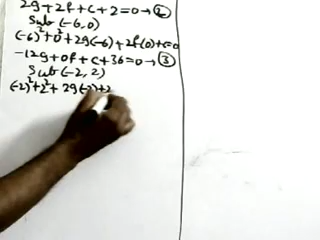 2g+2f+c+2=0→②
Sub (-6,0)
(-6)²+0²+2g(-6)+2f(0)+c=0
-12g+0f+c+36=0→③
Sub(-2,2)
(-2)²+2²+2g(-2)+2